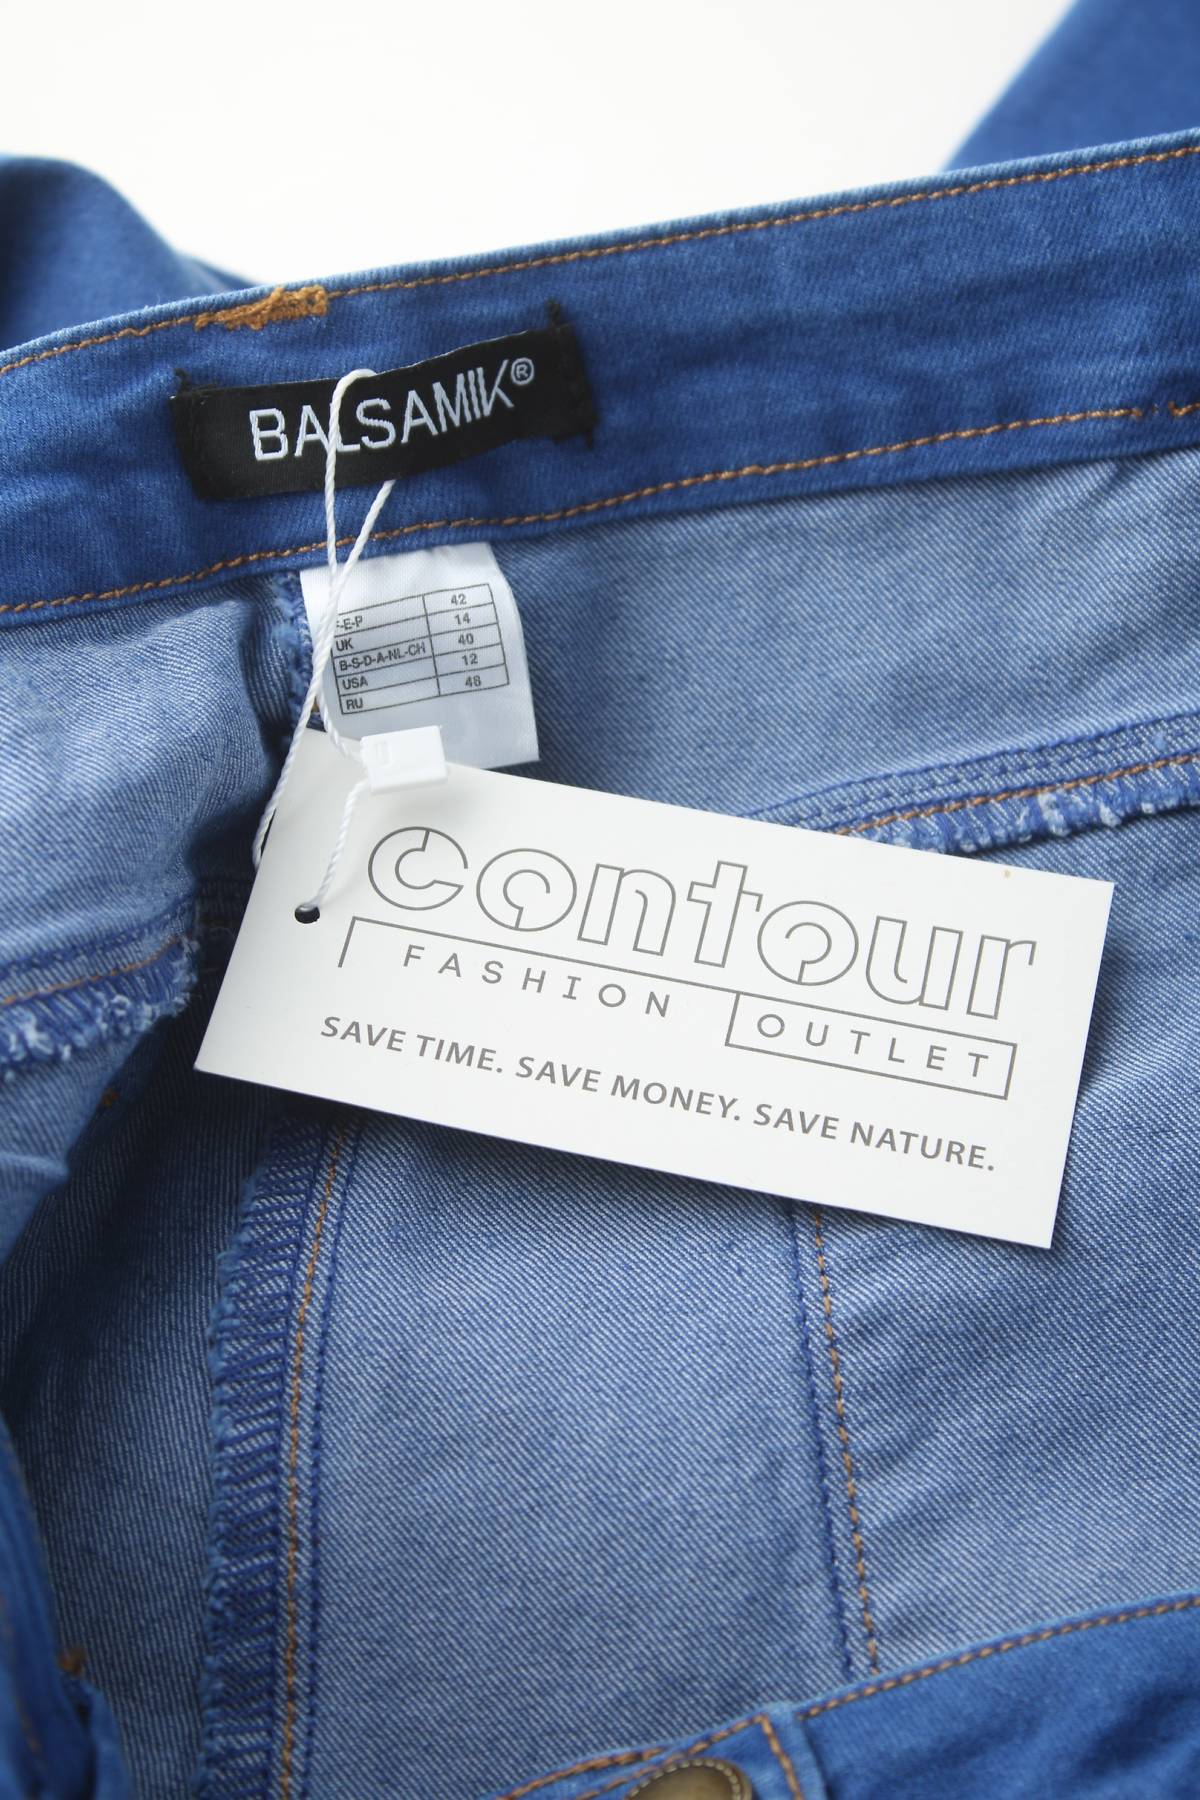 BALSAMIK®
F-E-P 42
UK 14
B-S-D-A-NL-CH 40
USA 12
RU 48
contour
FASHION
OUTLET
SAVE TIME. SAVE MONEY. SAVE NATURE.